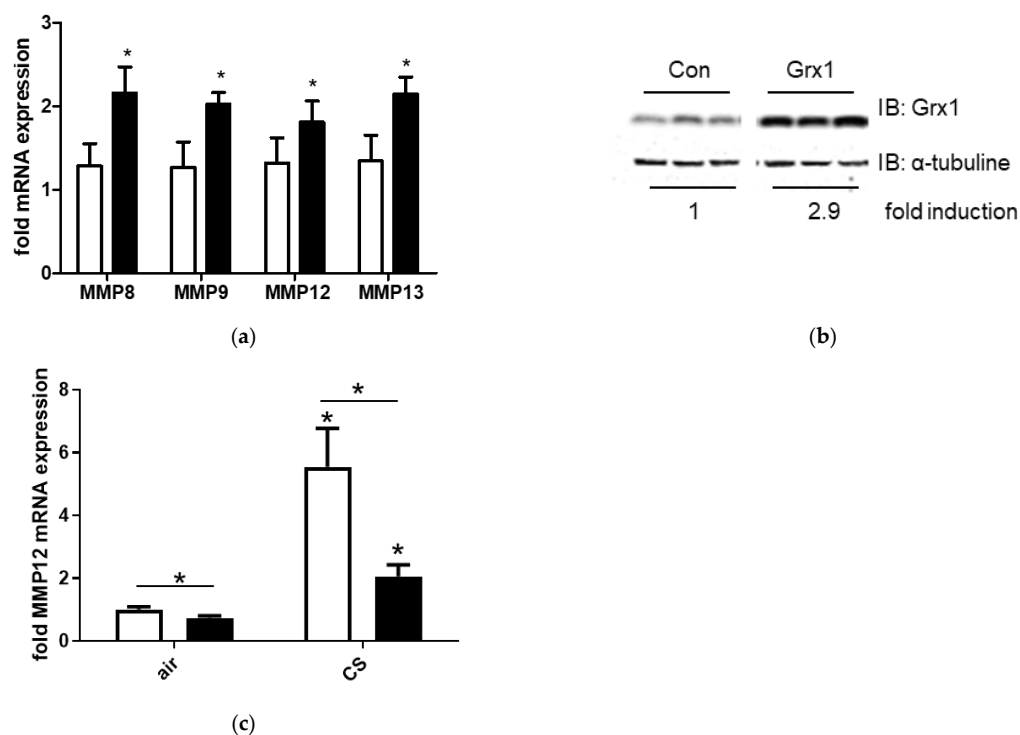 fold mRNA expression
3
2
1
0
* * * *
MMP8 MMP9 MMP12 MMP13
(a)
Con Grx1
IB: Grx1
IB: α-tubuline
1 2.9 fold induction
(b)
fold MMP12 mRNA expression
8
6
4
2
0
*
*
*
*
air CS
(c)